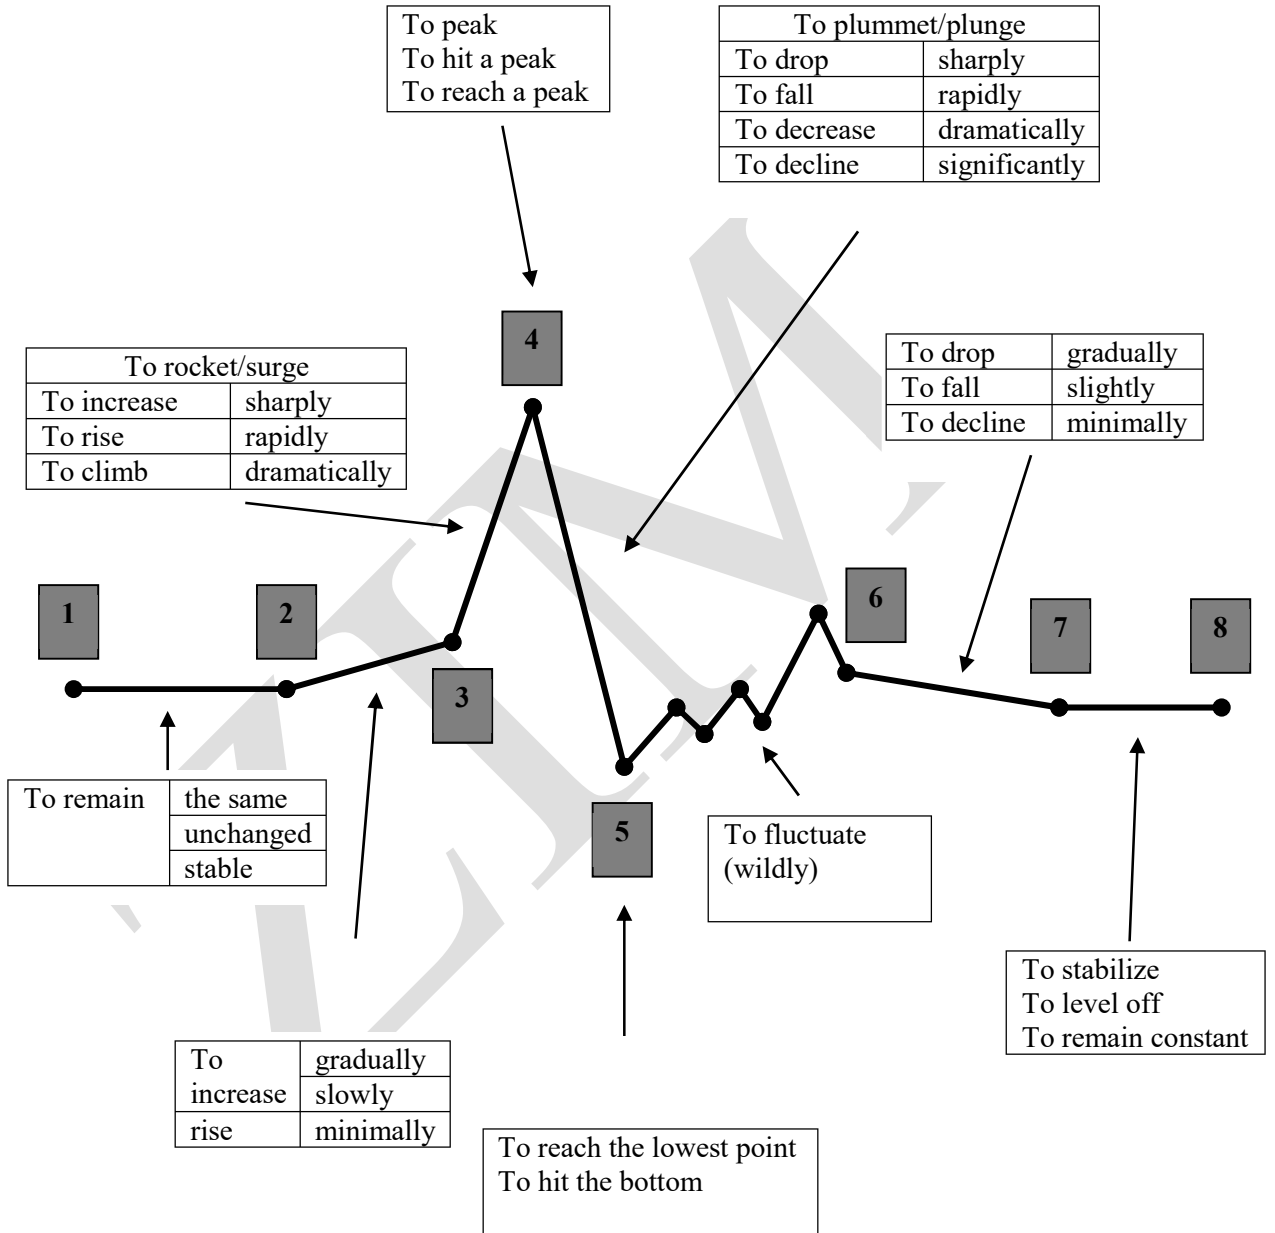 To peak
To hit a peak
To reach a peak
To plummet/plunge
To drop sharply
To fall rapidly
To decrease dramatically
To decline significantly
4
To rocket/surge
To increase sharply
To rise rapidly
To climb dramatically
To drop gradually
To fall slightly
To decline minimally
1
2
3
6
7
8
To remain the same
unchanged
stable
5
To fluctuate
(wildly)
To stabilize
To level off
To remain constant
To gradually
increase slowly
rise minimally
To reach the lowest point
To hit the bottom
ZIM